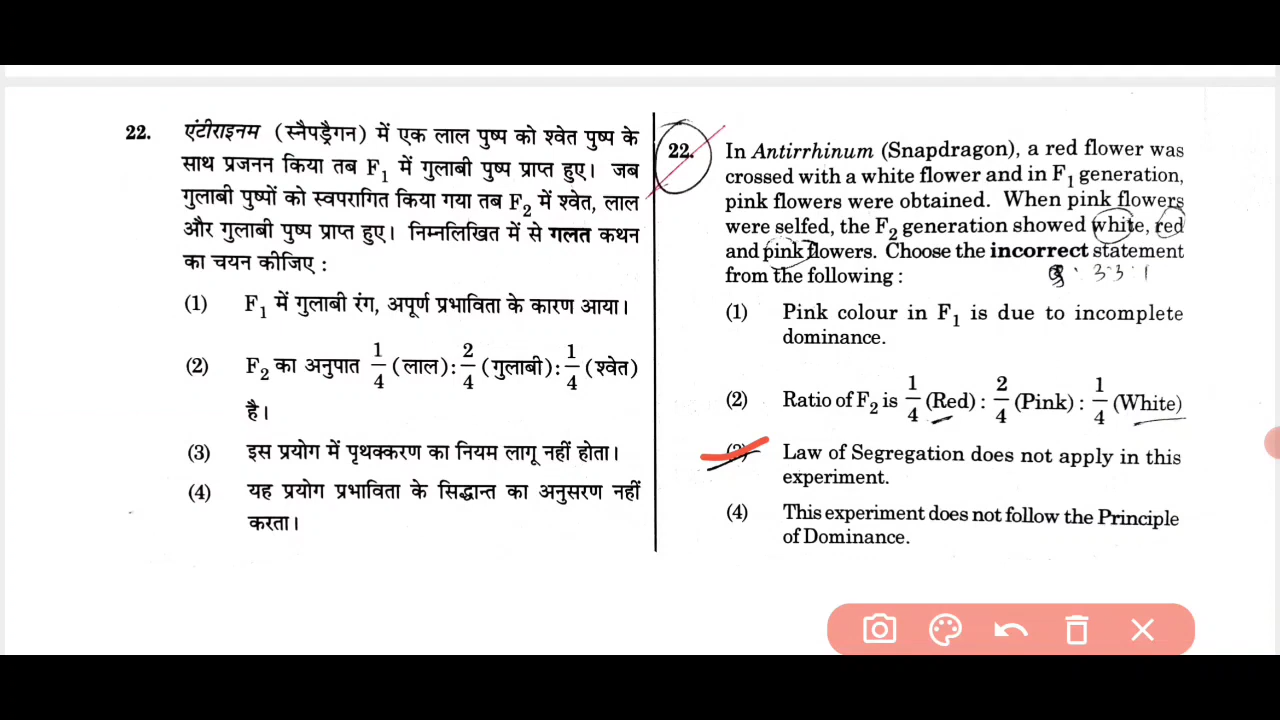 22. एंटीराइनम (स्नैपड्रैगन) में एक लाल पुष्प को श्वेत पुष्प के
साथ प्रजनन किया तब F₁ में गुलाबी पुष्प प्राप्त हुए। जब
गुलाबी पुष्पों को स्वपरागित किया गया तब F₂ में श्वेत, लाल
और गुलाबी पुष्प प्राप्त हुए। निम्नलिखित में से गलत कथन
का चयन कीजिए :
(1) F₁ में गुलाबी रंग, अपूर्ण प्रभाविता के कारण आया।
(2) F₂ का अनुपात 1/4 (लाल) : 2/4 (गुलाबी) : 1/4 (श्वेत)
है।
(3) इस प्रयोग में पृथक्करण का नियम लागू नहीं होता।
(4) यह प्रयोग प्रभाविता के सिद्धान्त का अनुसरण नहीं
करता।
22. In Antirrhinum (Snapdragon), a red flower was
crossed with a white flower and in F₁ generation,
pink flowers were obtained. When pink flowers
were selfed, the F₂ generation showed white, red
and pink flowers. Choose the incorrect statement
from the following :
3:3:1
(1) Pink colour in F₁ is due to incomplete
dominance.
(2) Ratio of F₂ is 1/4 (Red) : 2/4 (Pink) : 1/4 (White)
Law of Segregation does not apply in this
experiment.
(4) This experiment does not follow the Principle
of Dominance.